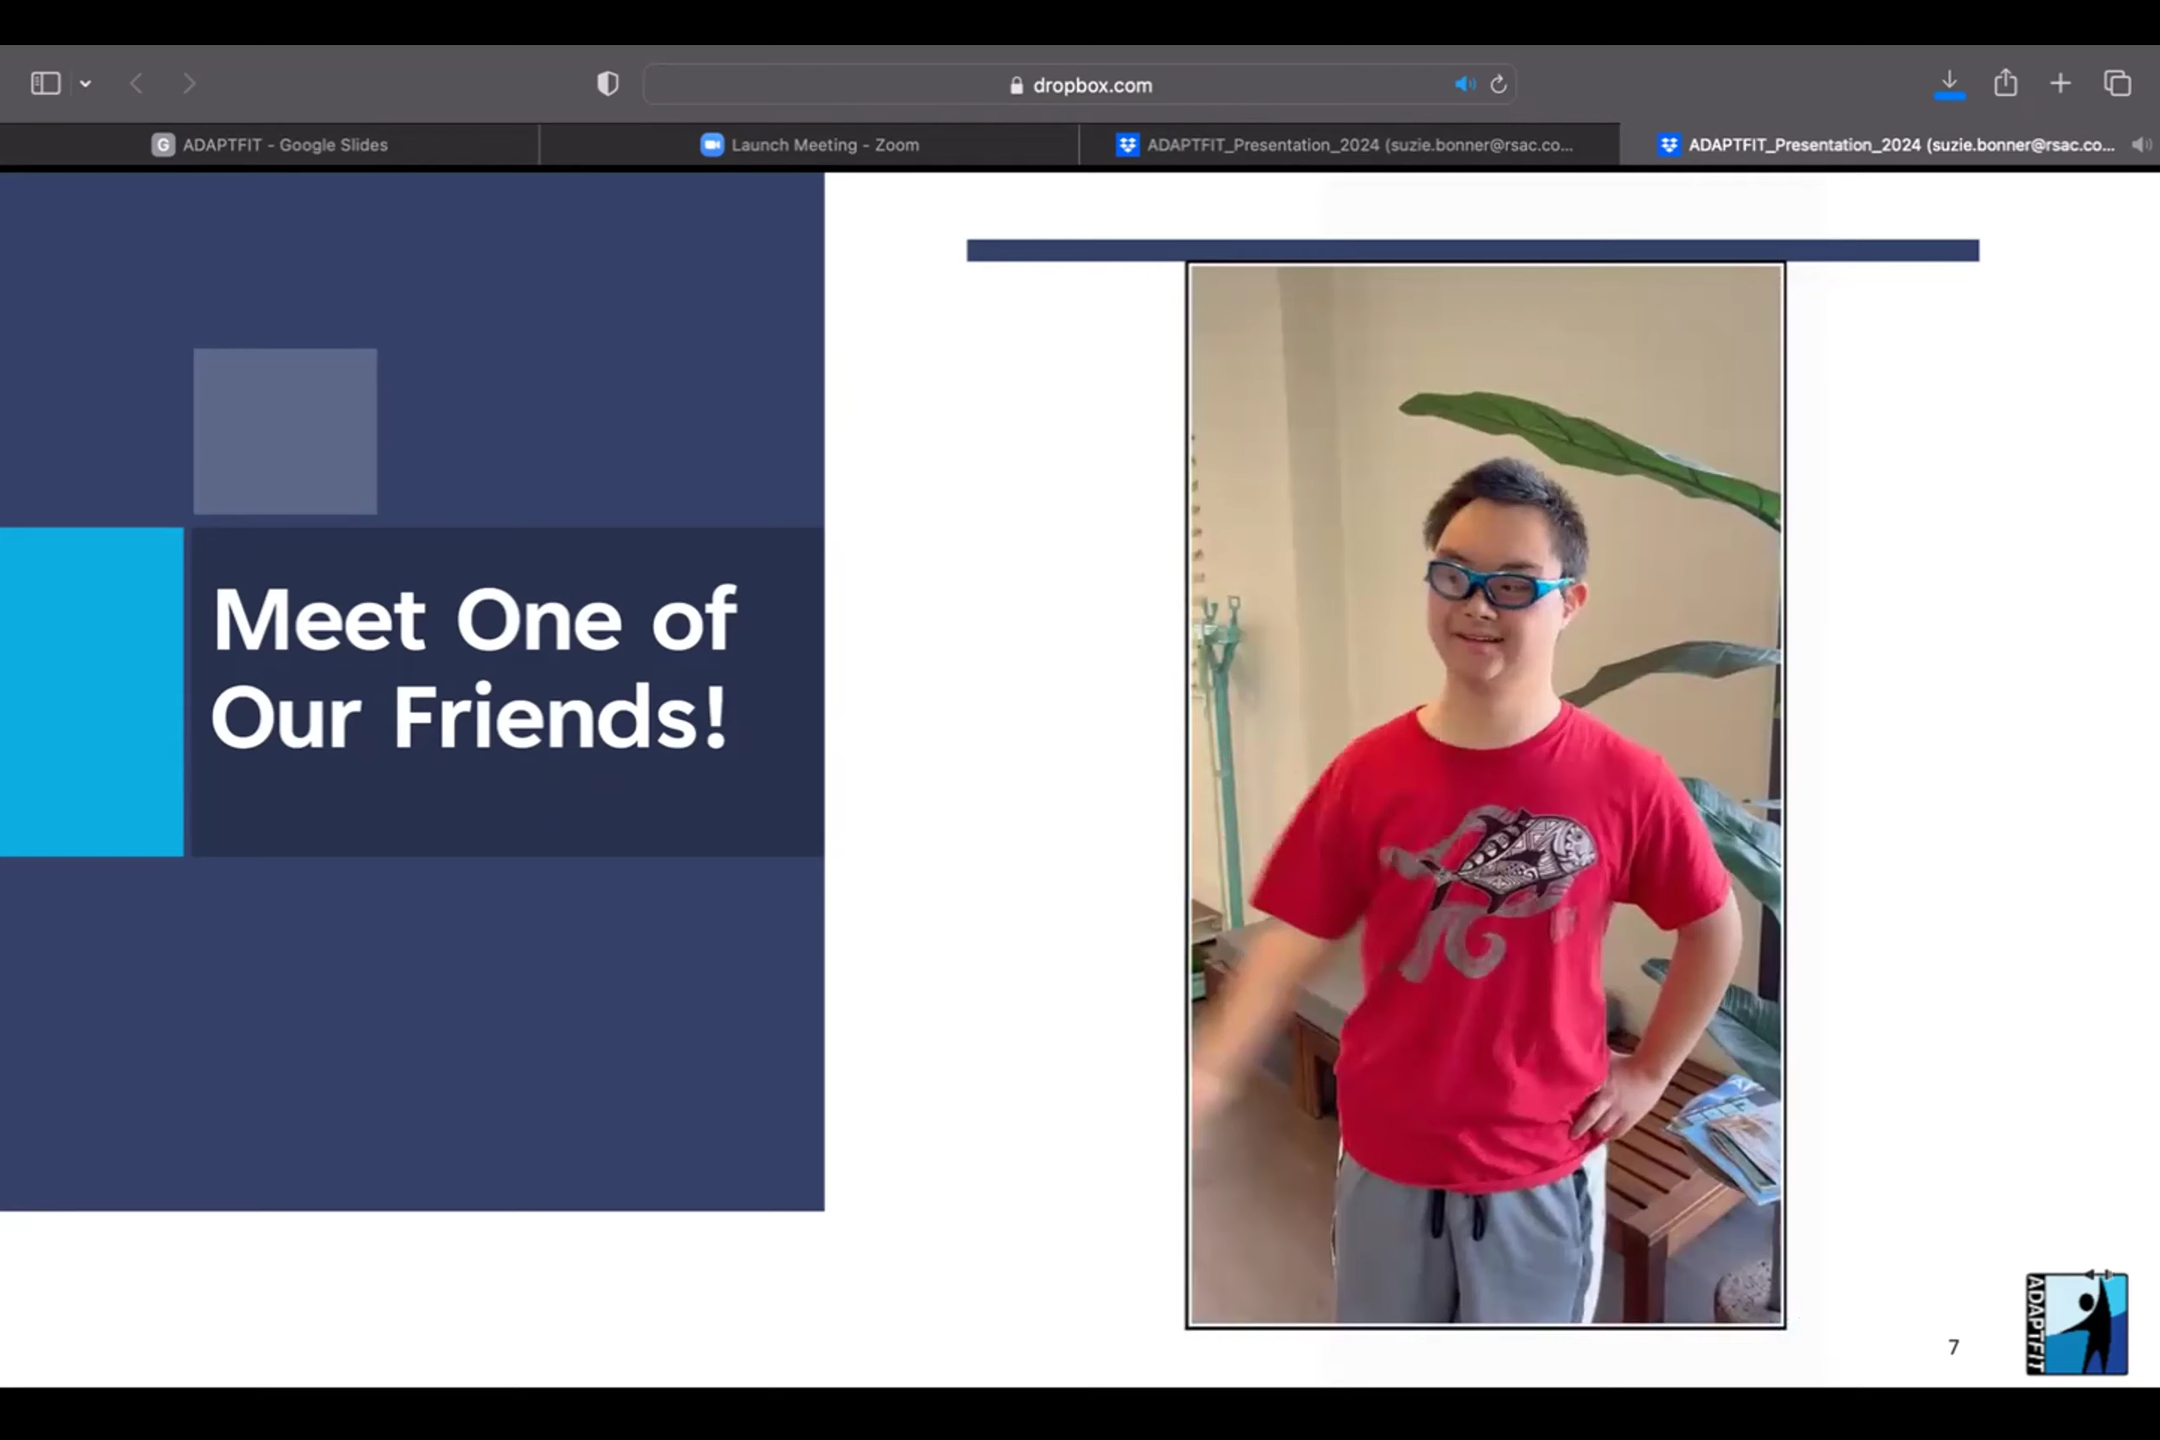 dropbox.com
ADAPTFIT - Google Slides
Launch Meeting - Zoom
ADAPTFIT_Presentation_2024 (suzie.bonner@rsac.co...
ADAPTFIT_Presentation_2024 (suzie.bonner@rsac.co...
Meet One of
Our Friends!
7
ADAPTFIT